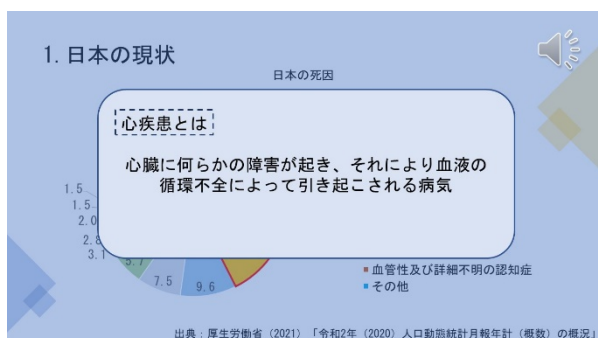 1. 日本の現状
日本の死因
心疾患とは
心臓に何らかの障害が起き、それにより血液の
循環不全によって引き起こされる病気
1.5
1.5
2.0
2.8
3.1
5.7
7.5
9.6
血管性及び詳細不明の認知症
その他
出典：厚生労働省（2021）「令和2年（2020）人口動態統計月報年計（概数）の概況」